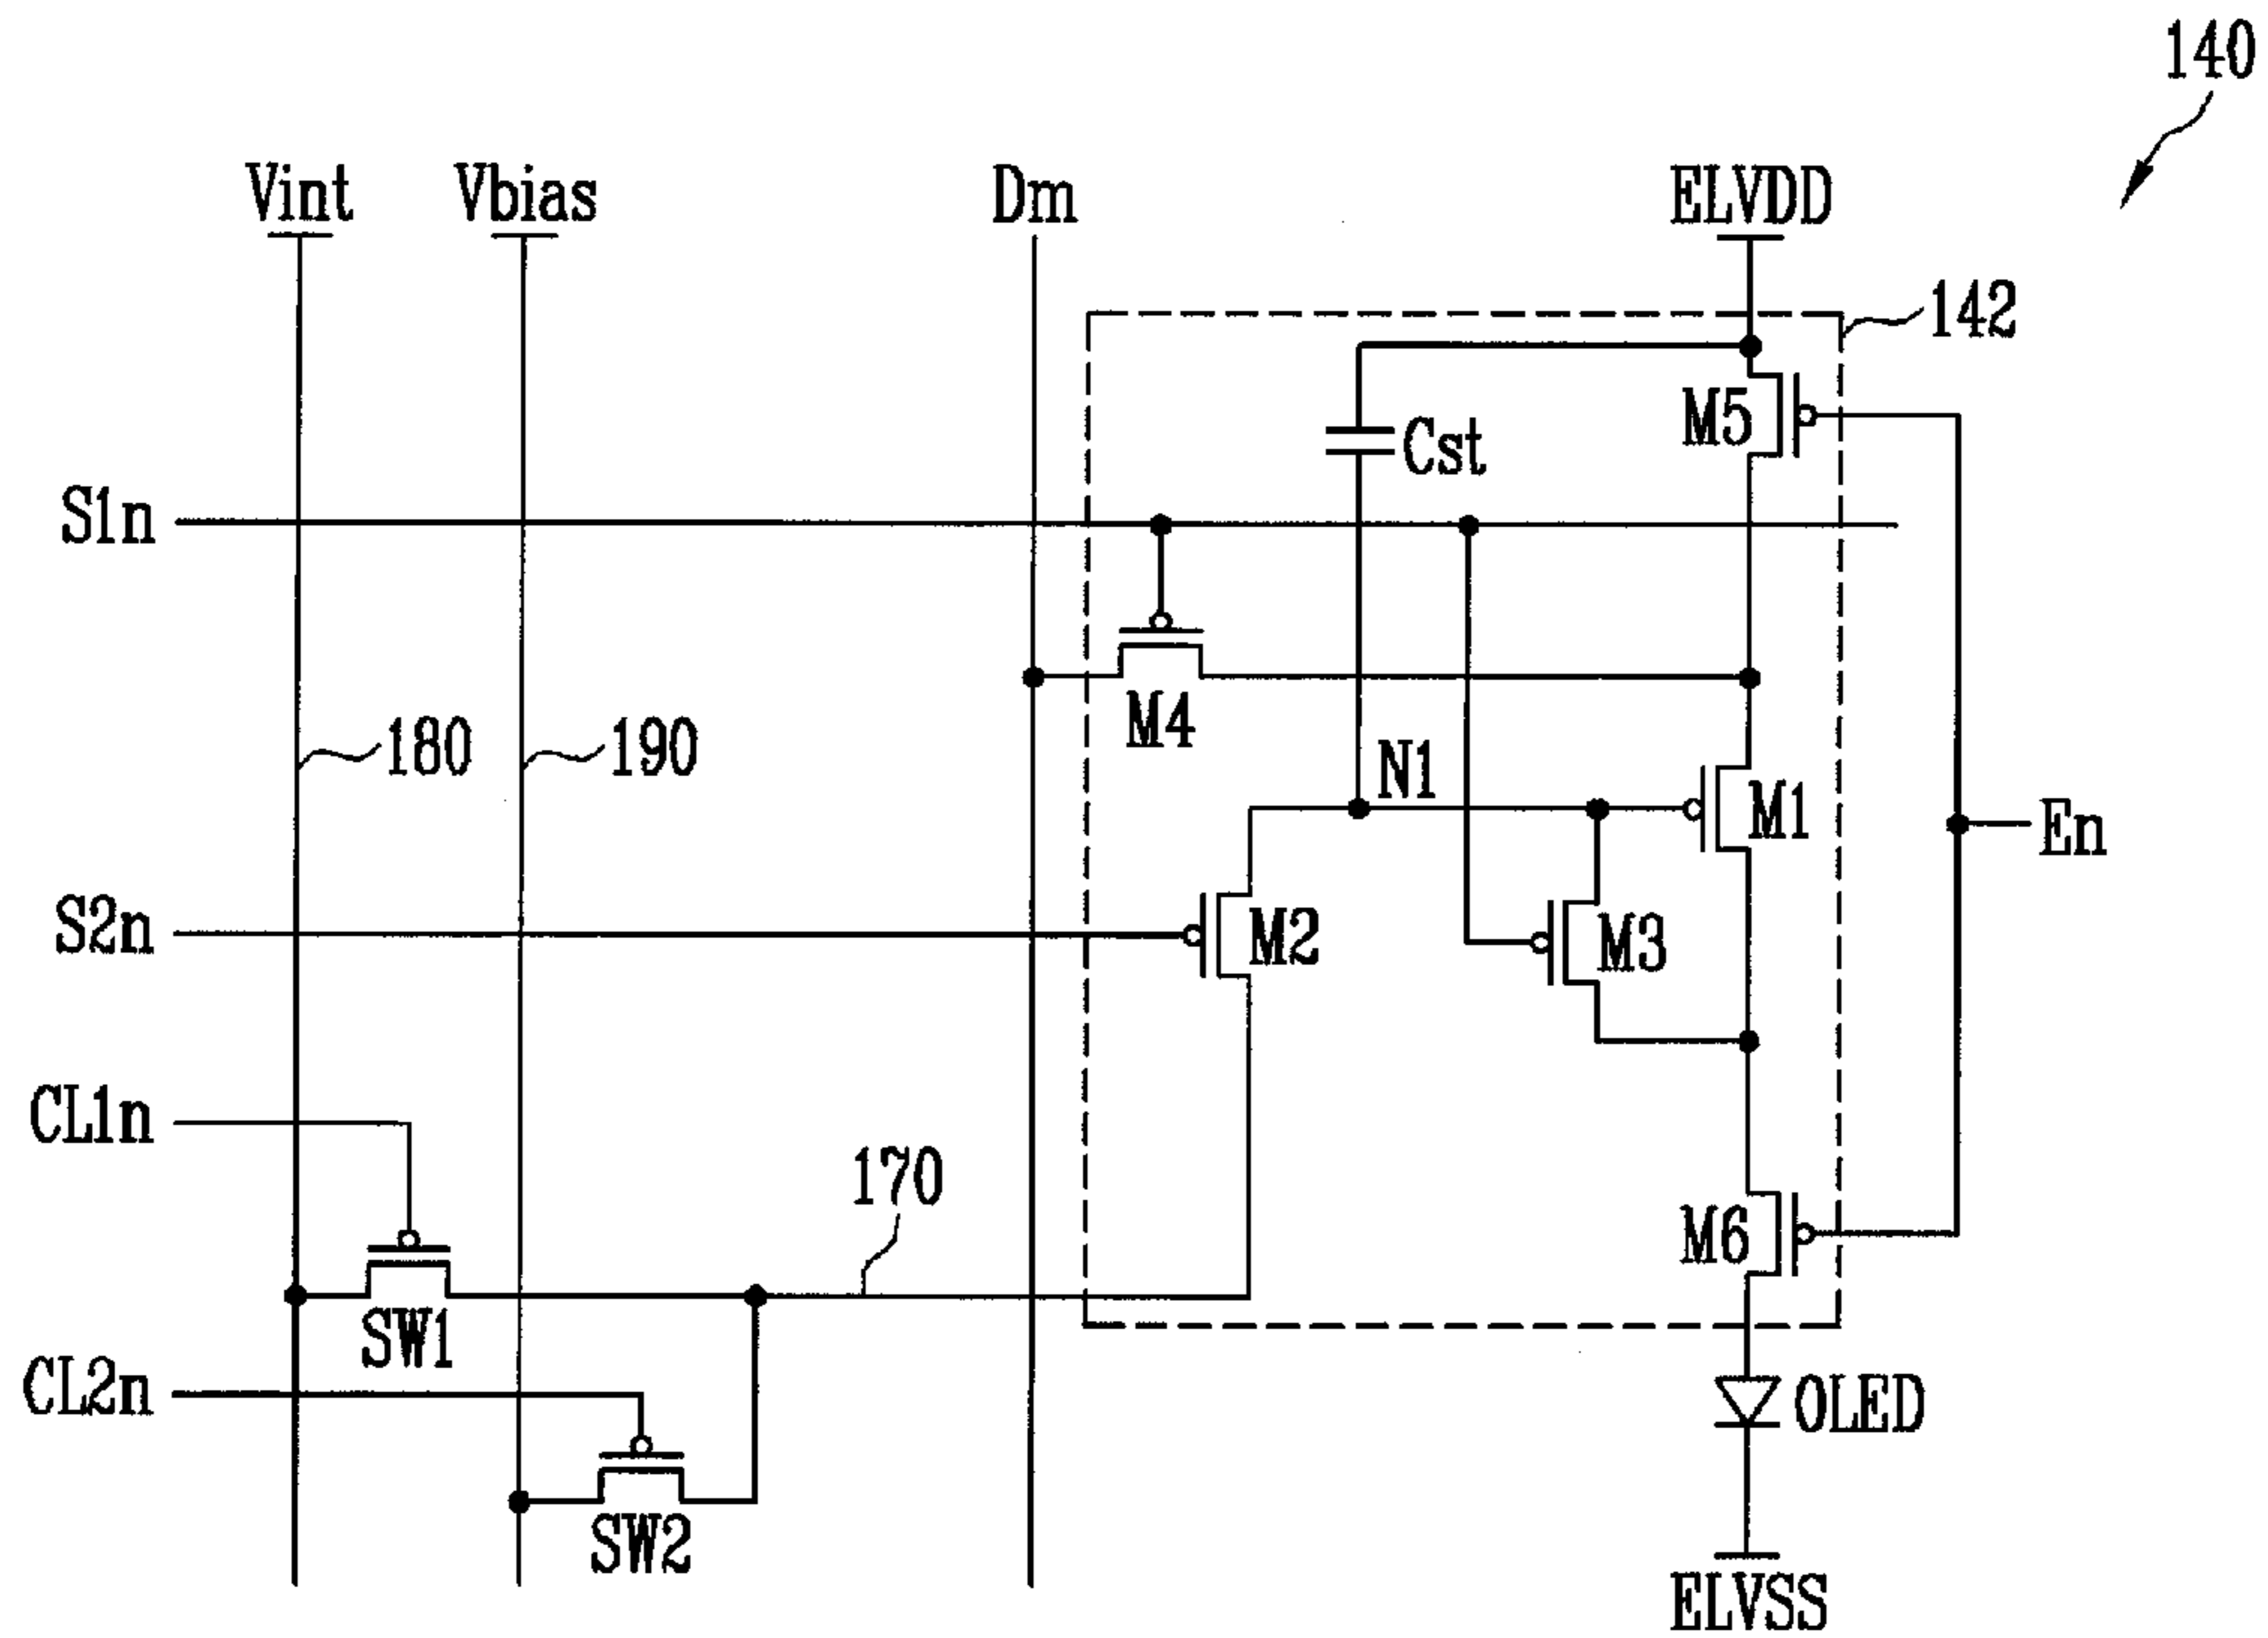 140
Vint
Vbias
Dm
ELVDD
142
M5
Cst
S1n
M4
180
190
N1
M1
En
S2n
M2
M3
CL1n
170
M6
SW1
CL2n
OLED
SW2
ELVSS